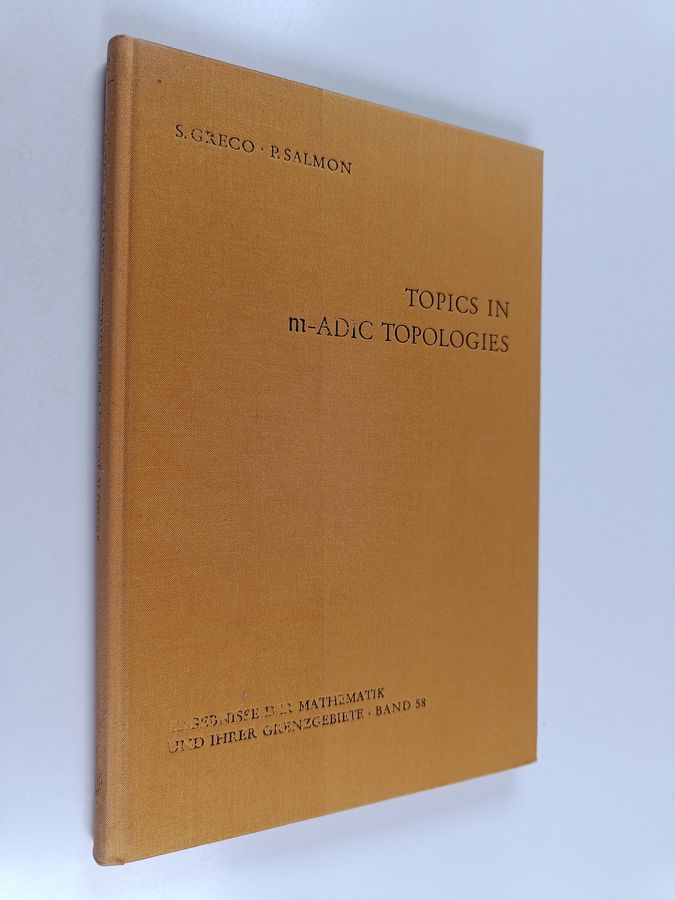 S. GRECO · P. SALMON
TOPICS IN
m-ADIC TOPOLOGIES
ERGEBNISSE DER MATHEMATIK
UND IHRER GRENZGEBIETE · BAND 58